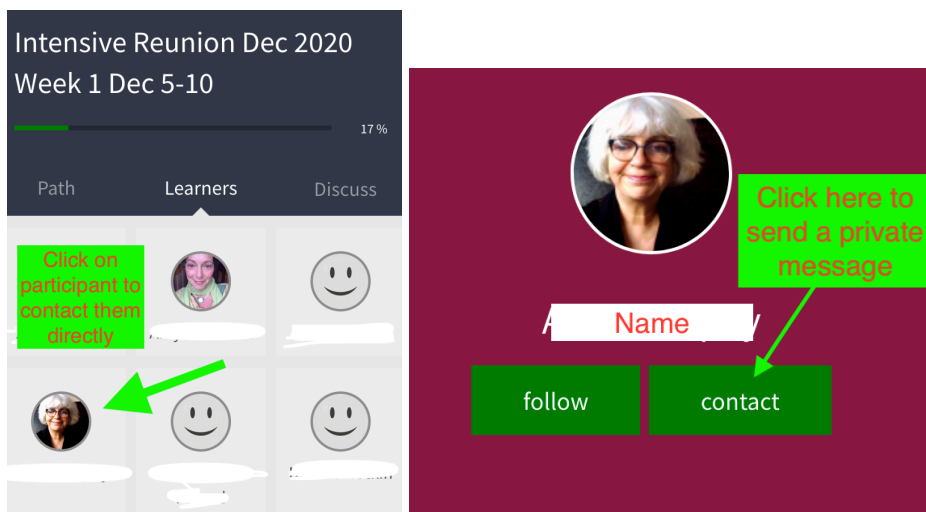 Intensive Reunion Dec 2020
Week 1 Dec 5-10
17 %
Path Learners Discuss
Click on
participant to
contact them
directly
Click here to
send a private
message
Name
follow contact